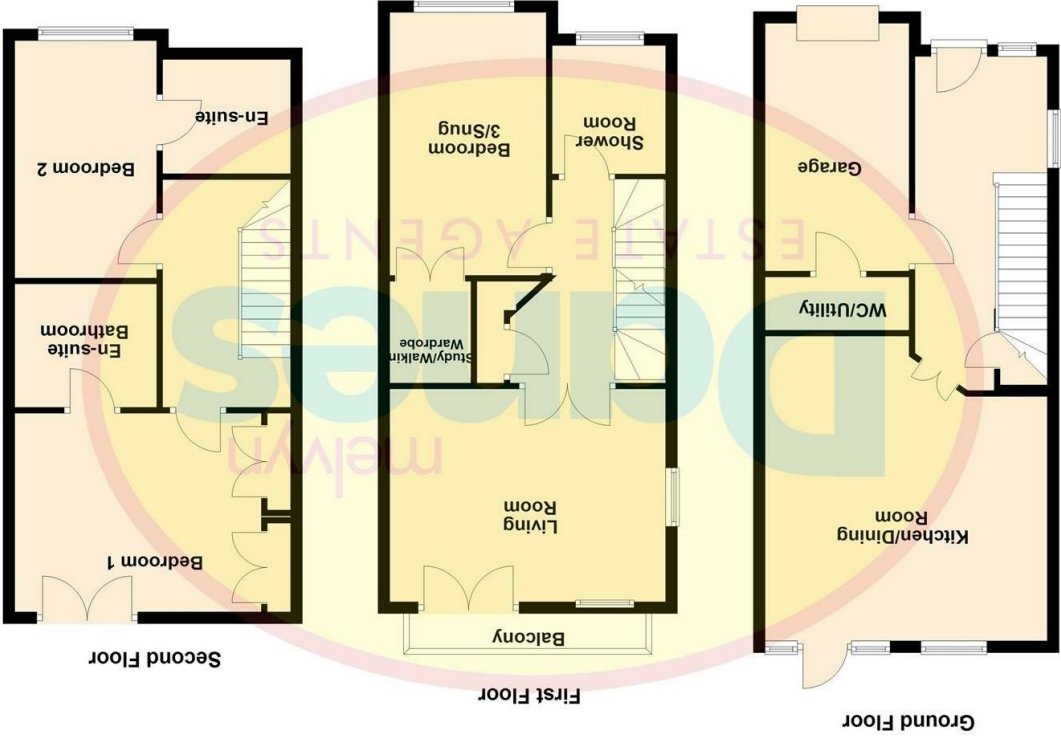 Ground Floor
Kitchen/Dining
Room
WC/Utility
Garage
First Floor
Balcony
Living
Room
Study/Walkin
Wardrobe
Bedroom
3/Snug
Shower
Room
Second Floor
Bedroom 1
En-suite
Bathroom
Bedroom 2
En-suite
melvyn
Danes
ESTATE AGENTS